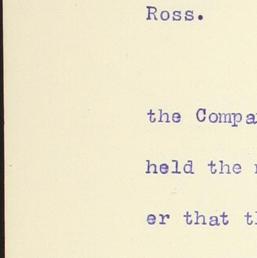 Ross.
the Compa
held the
er that t